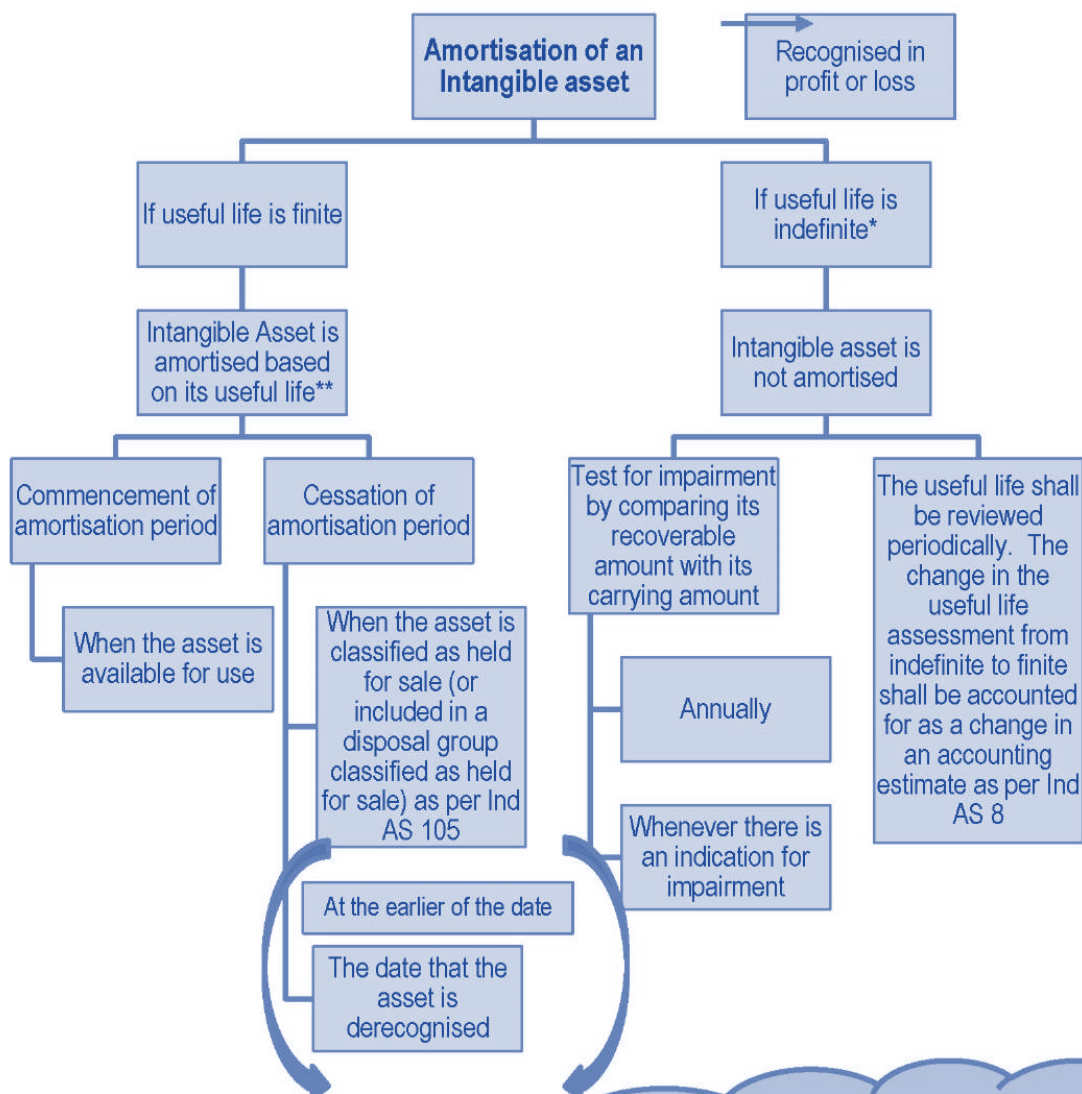 Amortisation of an
Intangible asset
Recognised in
profit or loss
If useful life is finite
If useful life is
indefinite*
Intangible Asset is
amortised based
on its useful life**
Intangible asset is
not amortised
Commencement of
amortisation period
Cessation of
amortisation period
Test for impairment
by comparing its
recoverable
amount with its
carrying amount
The useful life shall
be reviewed
periodically. The
change in the
useful life
assessment from
indefinite to finite
shall be accounted
for as a change in
an accounting
estimate as per Ind
AS 8
When the asset is
available for use
When the asset is
classified as held
for sale (or
included in a
disposal group
classified as held
for sale) as per Ind
AS 105
Annually
Whenever there is
an indication for
impairment
At the earlier of the date
The date that the
asset is
derecognised